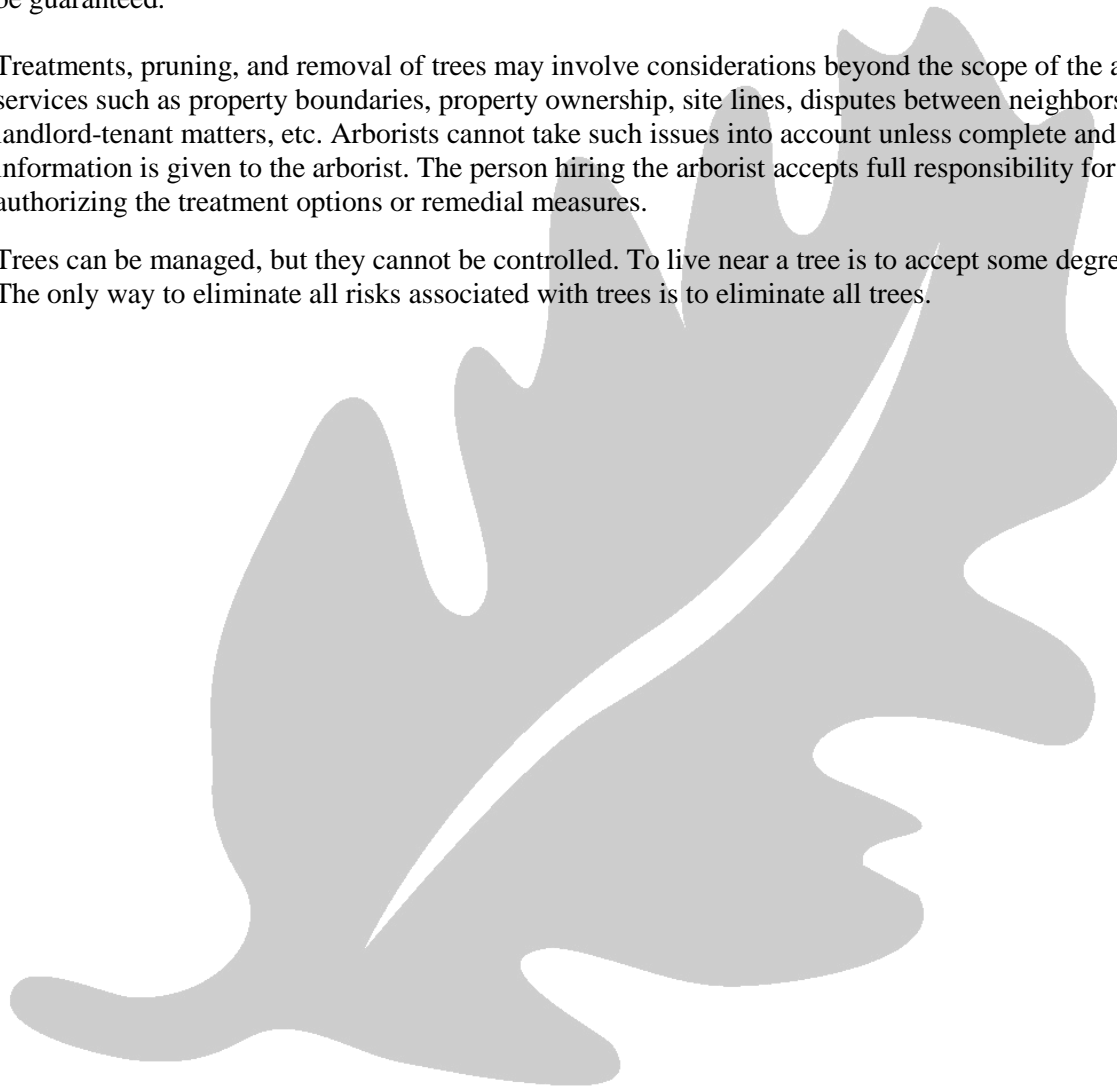 be guaranteed.
Treatments, pruning, and removal of trees may involve considerations beyond the scope of the
services such as property boundaries, property ownership, site lines, disputes between neighbors
landlord-tenant matters, etc. Arborists cannot take such issues into account unless complete and
information is given to the arborist. The person hiring the arborist accepts full responsibility for
authorizing the treatment options or remedial measures.
Trees can be managed, but they cannot be controlled. To live near a tree is to accept some
The only way to eliminate all risks associated with trees is to eliminate all trees.